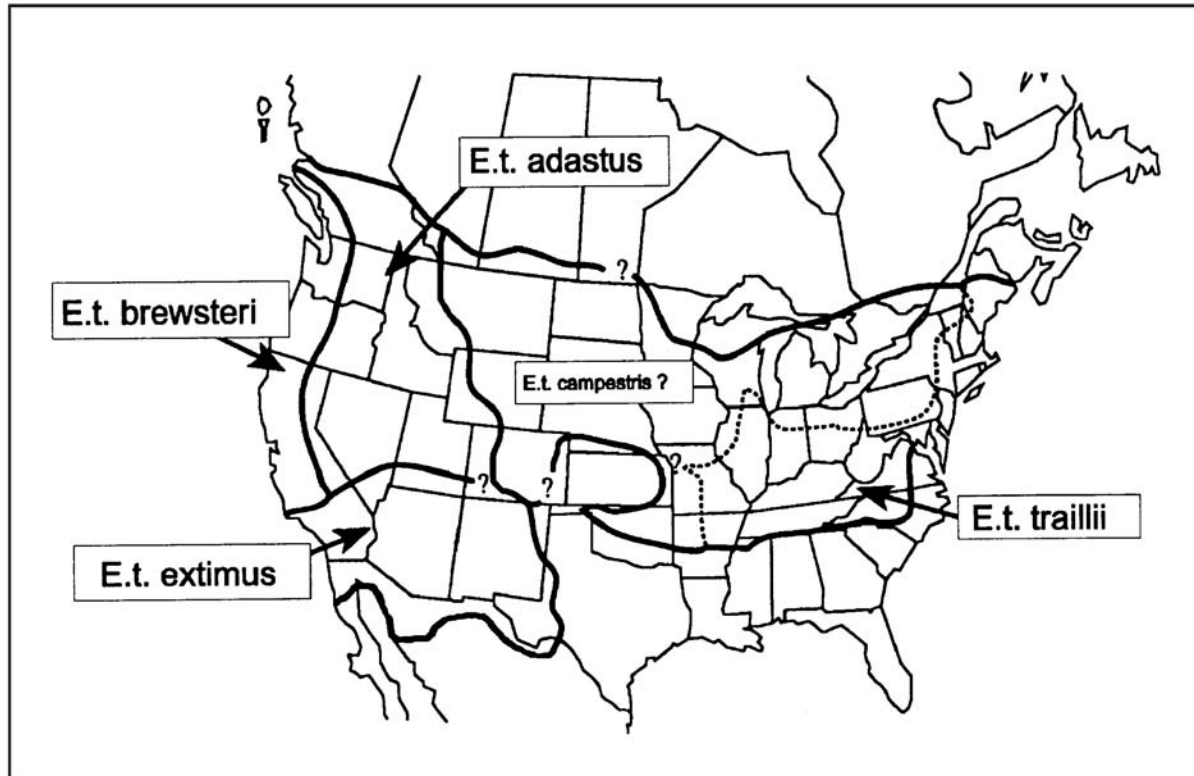 E.t. adastus
?
E.t. brewsteri
E.t. campestris ?
?
?
?
E.t. traillii
E.t. extimus